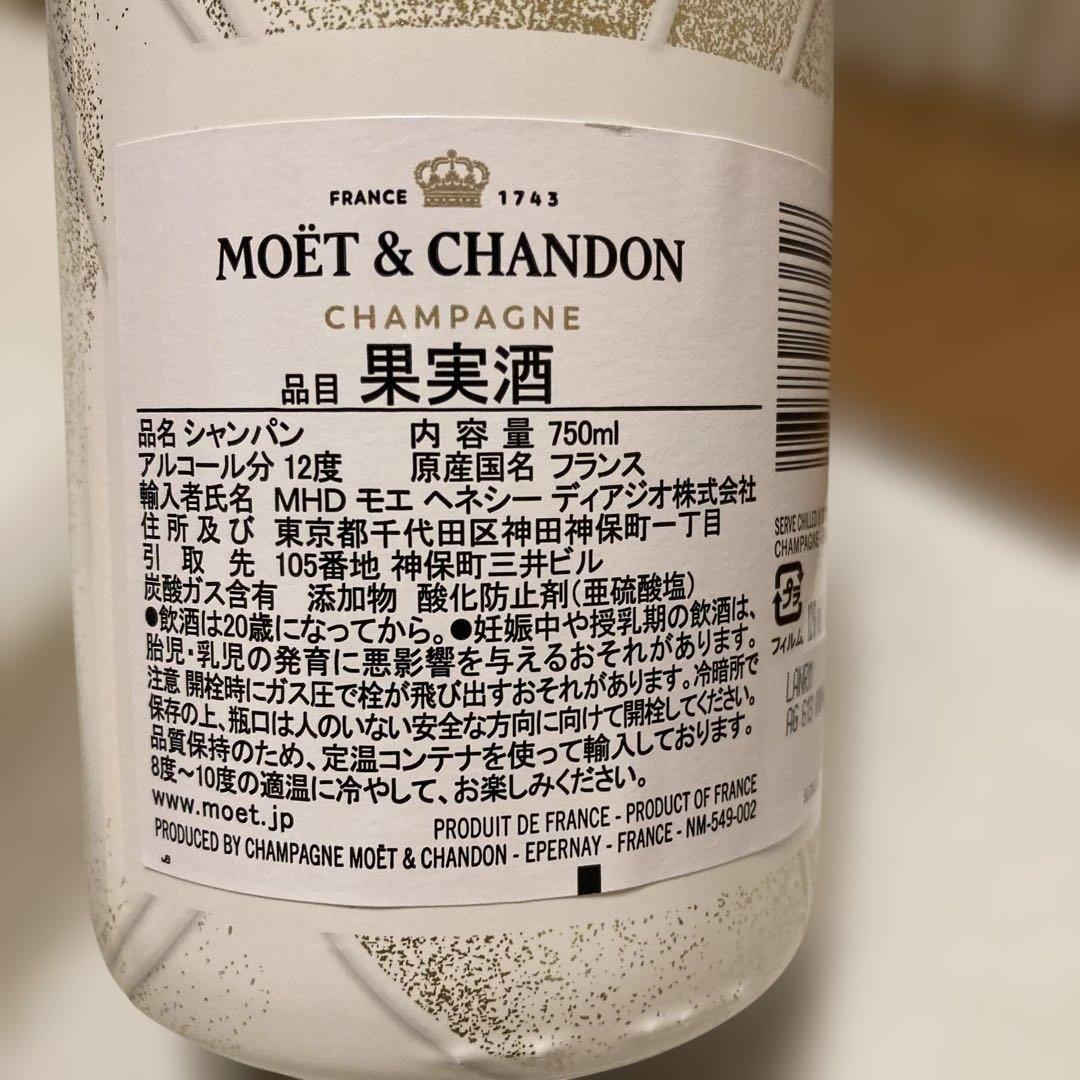 FRANCE 1743
MOËT & CHANDON
CHAMPAGNE
品目 果実酒
品名 シャンパン 内容量 750ml
アルコール分 12度 原産国名 フランス
輸入者氏名 MHD モエ ヘネシー ディアジオ株式会社
住所及び 東京都千代田区神田神保町一丁目
引取先 105番地 神保町三井ビル
炭酸ガス含有 添加物 酸化防止剤(亜硫酸塩)
●飲酒は20歳になってから。●妊娠中や授乳期の飲酒は、
胎児・乳児の発育に悪影響を与えるおそれがあります。
注意 開栓時にガス圧で栓が飛び出すおそれがあります。冷暗所で
保存の上、瓶口は人のいない安全な方向に向けて開栓してください。
品質保持のため、定温コンテナを使って輸入しております。
8度～10度の適温に冷やして、お楽しみください。
www.moet.jp
PRODUIT DE FRANCE - PRODUCT OF FRANCE
PRODUCED BY CHAMPAGNE MOËT & CHANDON - EPERNAY - FRANCE - NM-549-002
JB
SERVE CHILLED
CHAMPAGNE
プラ
フィルム